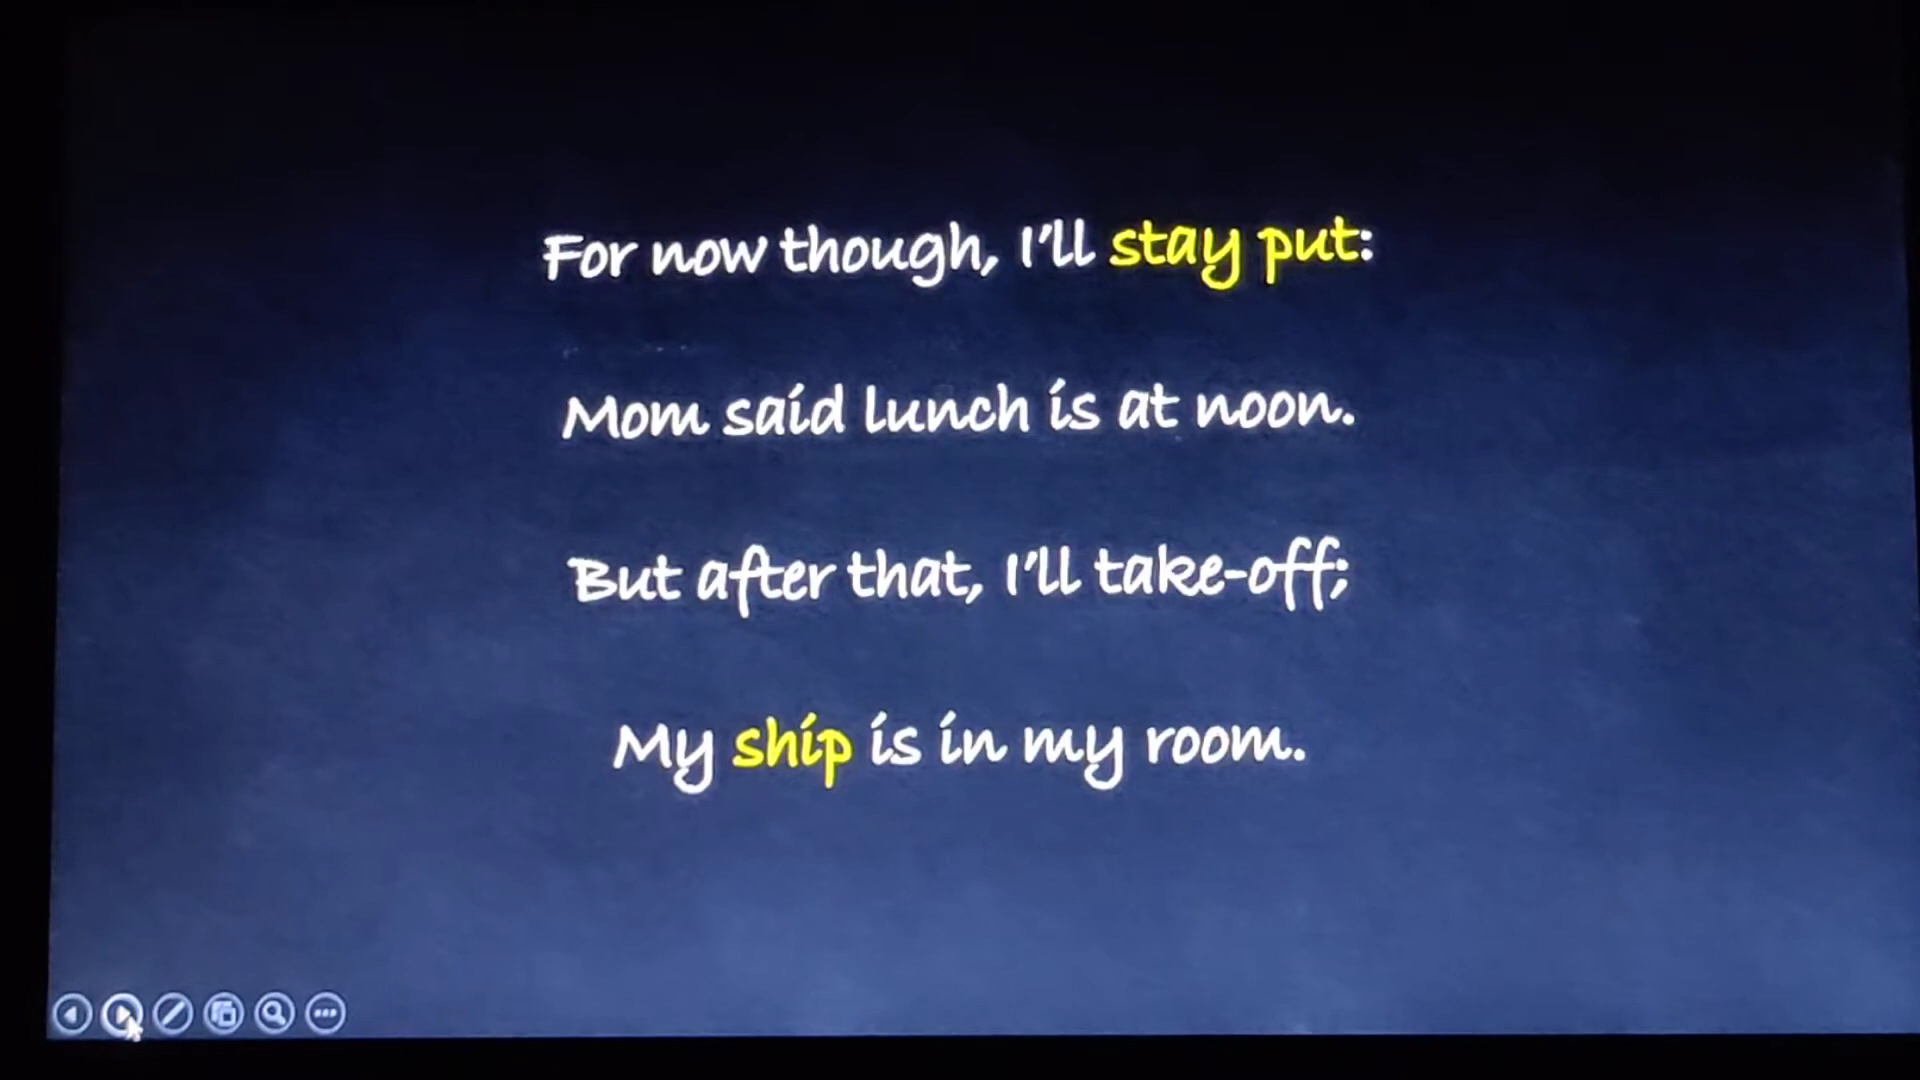 For now though, I'll stay put:
Mom said lunch is at noon.
But after that, I'll take-off;
My ship is in my room.